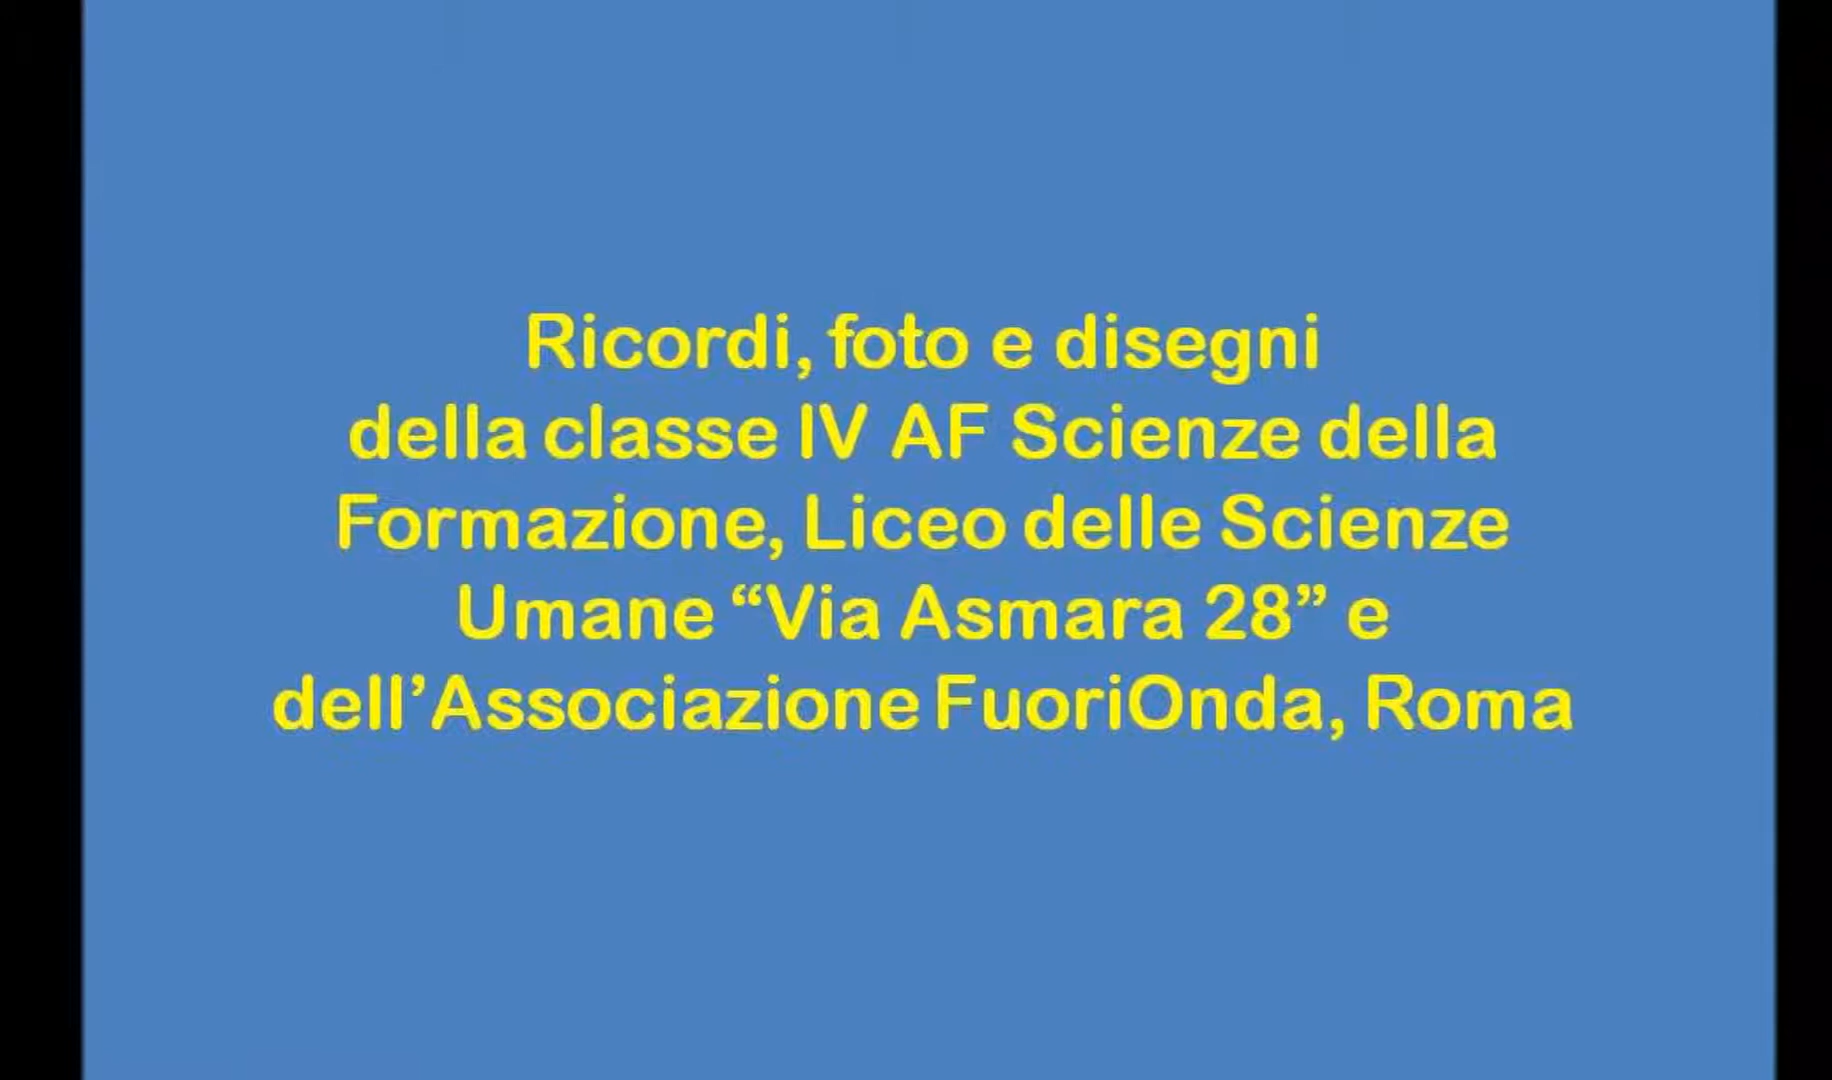 Ricordi, foto e disegni
della classe IV AF Scienze della
Formazione, Liceo delle Scienze
Umane “Via Asmara 28” e
dell’Associazione FuoriOnda, Roma